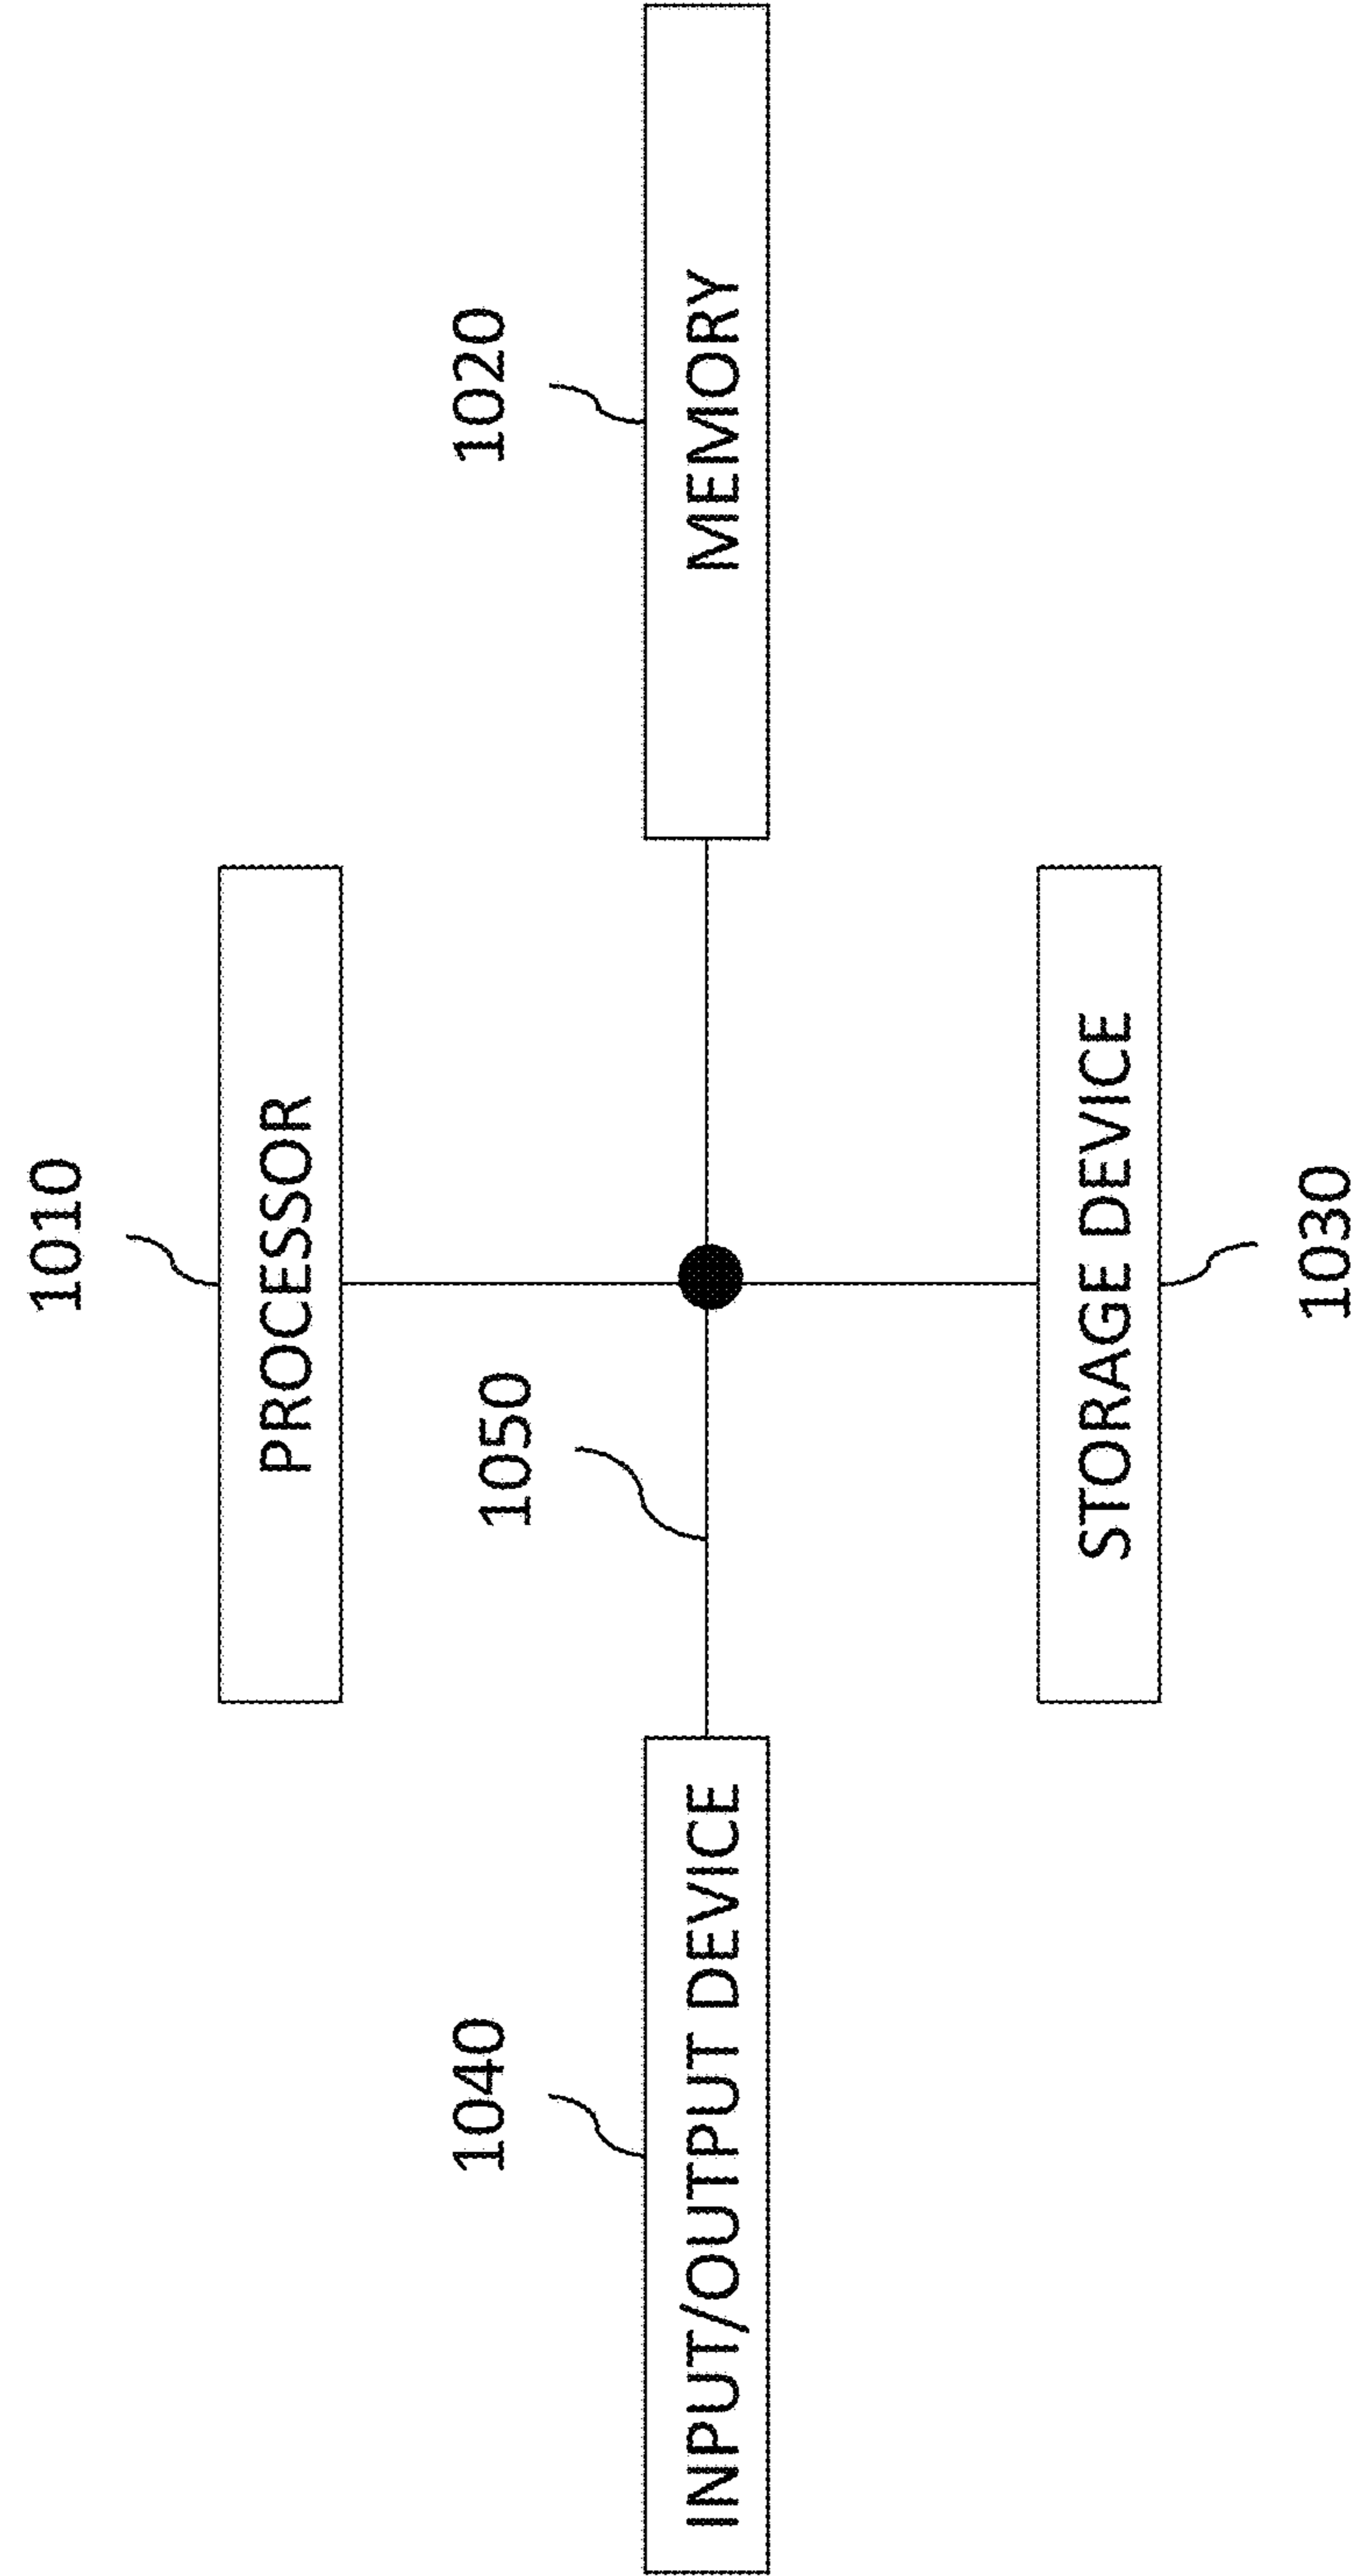 1010
PROCESSOR
1040
1020
1050
INPUT/OUTPUT DEVICE
MEMORY
STORAGE DEVICE
1030